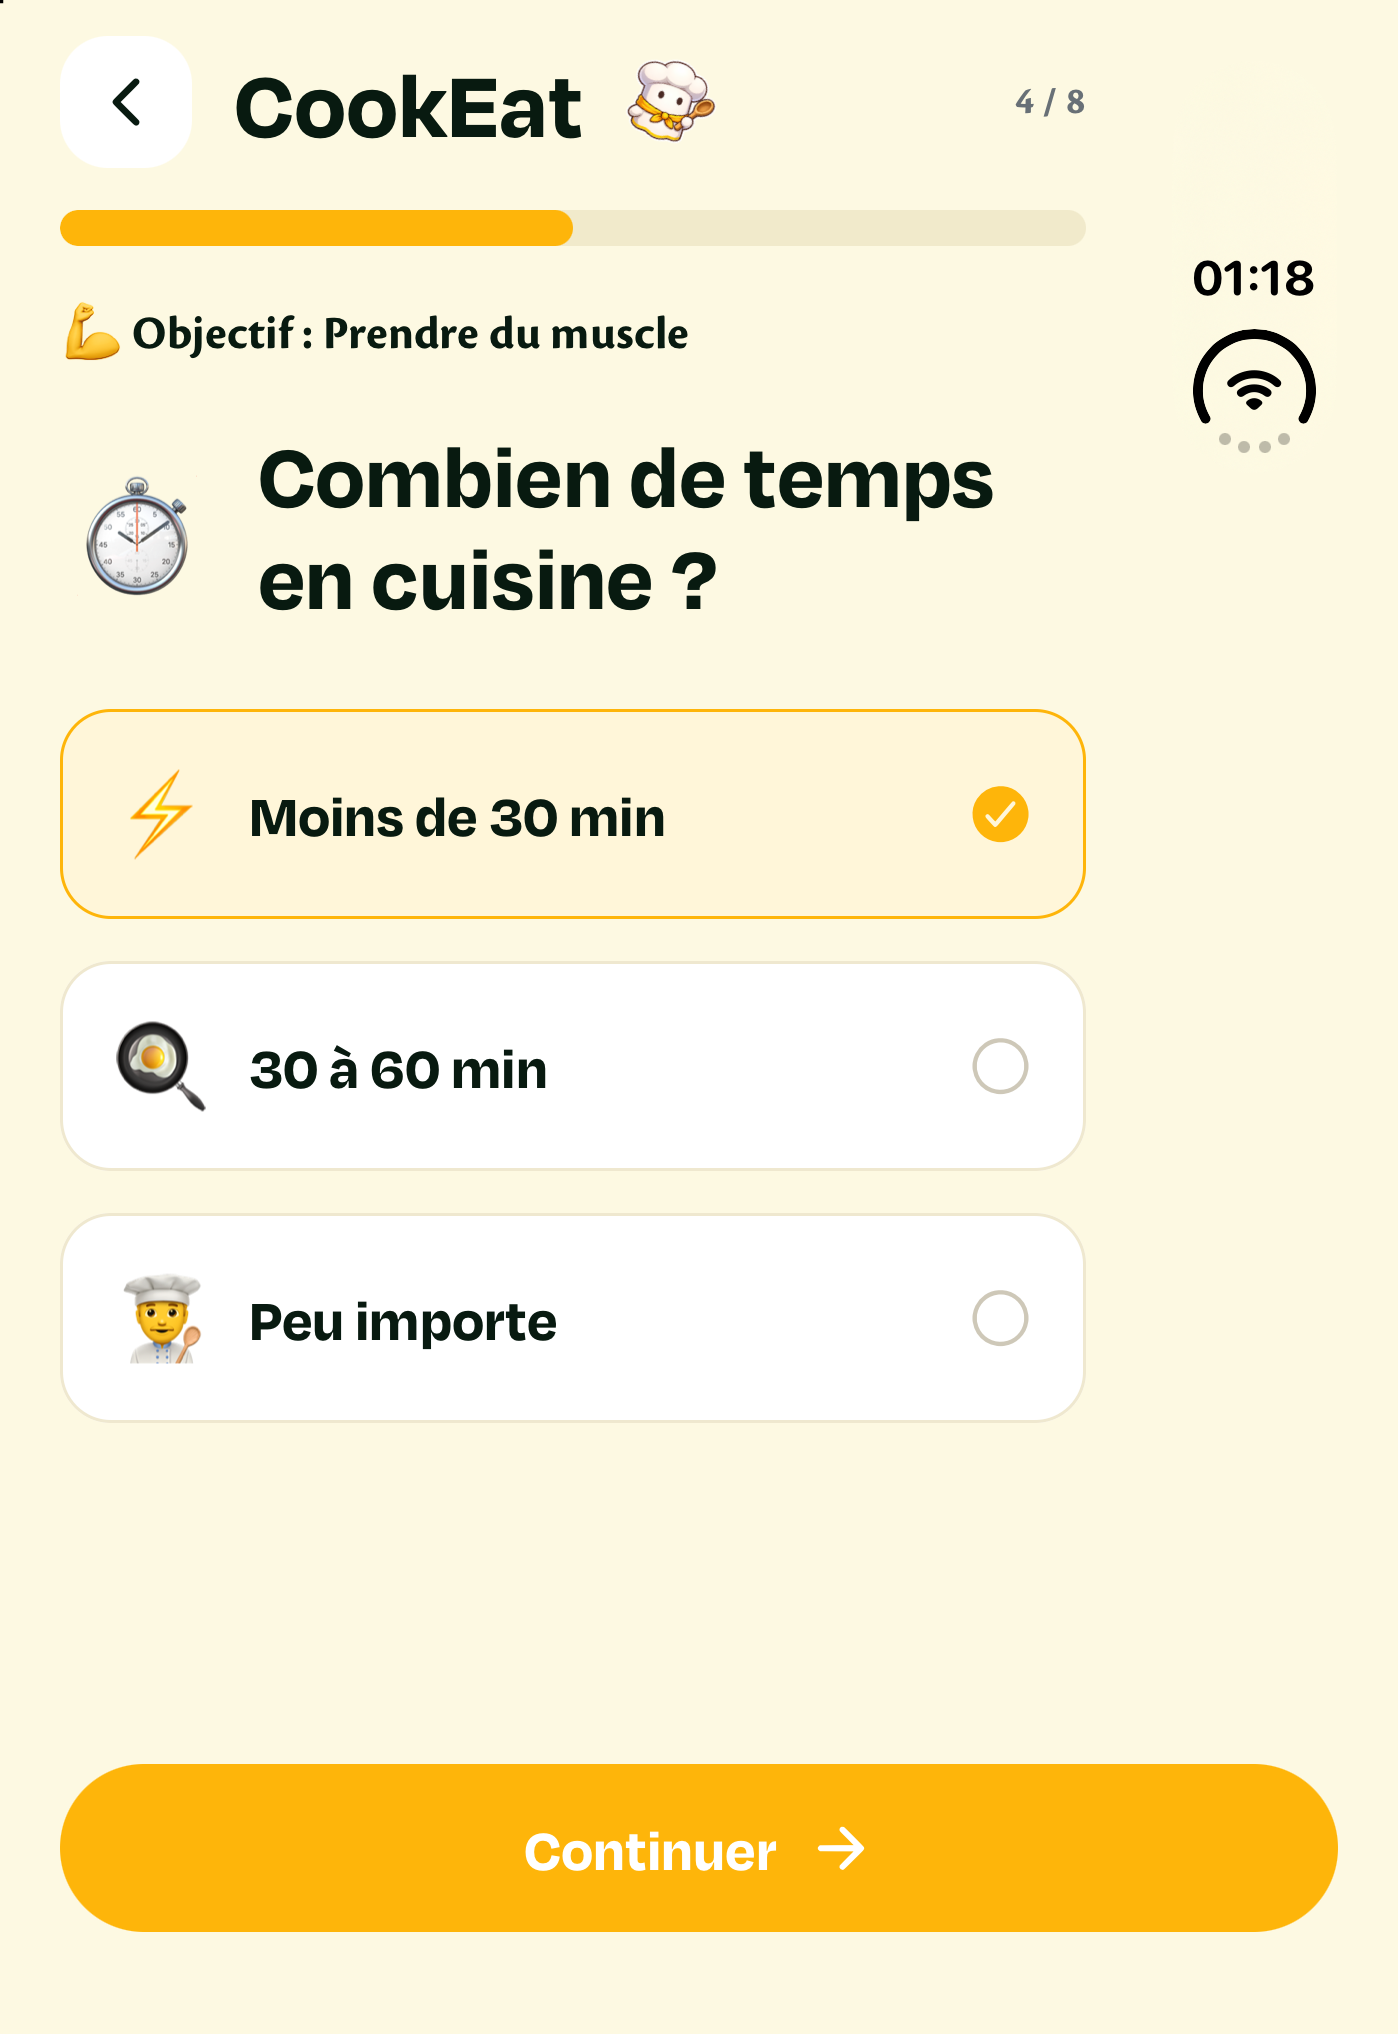 CookEat
4 / 8
01:18
Objectif : Prendre du muscle
Combien de temps
en cuisine ?
Moins de 30 min
30 à 60 min
Peu importe
Continuer